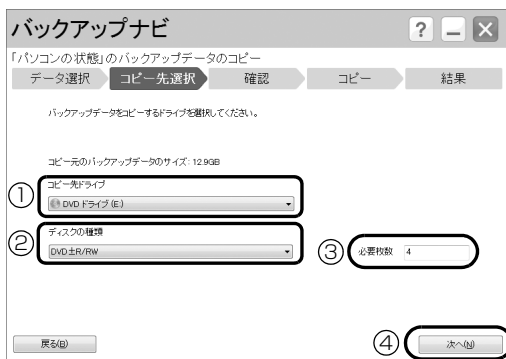 バックアップナビ
? － ×
「パソコンの状態」のバックアップデータのコピー
データ選択 コピー先選択 確認 コピー 結果
バックアップデータをコピーするドライブを選択してください。
コピー元のバックアップデータのサイズ: 12.9GB
① コピー先ドライブ
DVD ドライブ (E:)
② ディスクの種類
DVD±R/RW
③ 必要枚数 4
戻る(B)
④ 次へ(N)